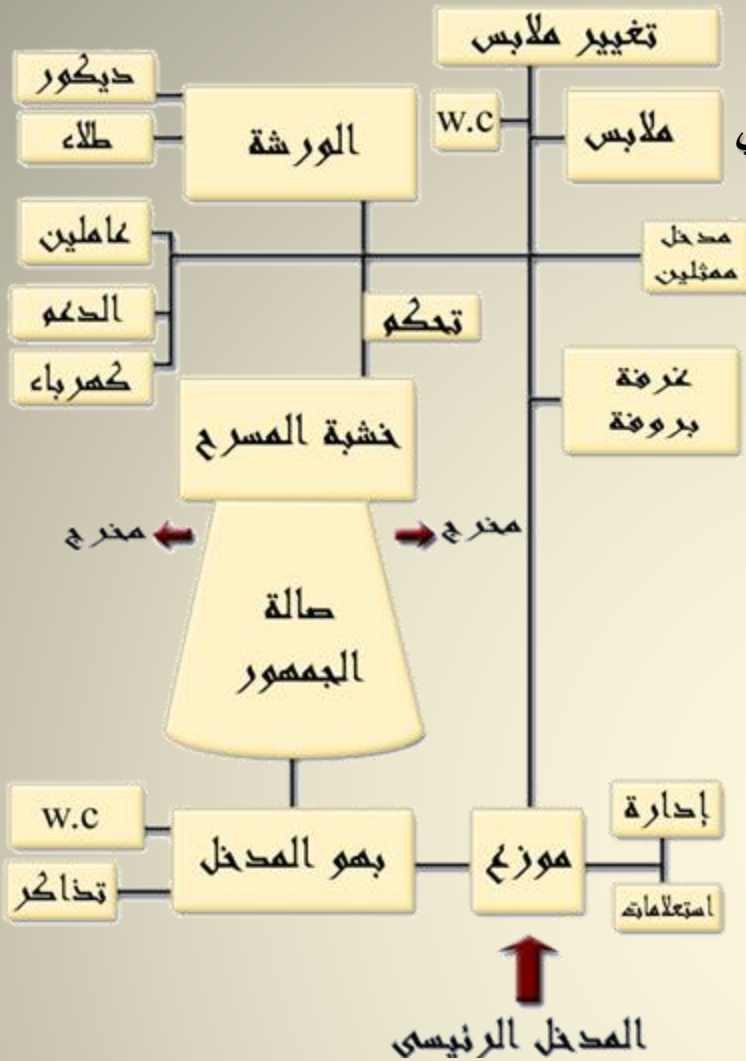 تغيير ملابس
ديكور
الورشة
w.c
ملابس
طلاء
عاملين
مدخل
ممثلين
الدعم
تحكم
كهرباء
غرفة
بروفة
خشبة المسرح
مخرج
مخرج
صالة
الجمهور
w.c
إدارة
بهو المدخل
موزع
تذاكر
استعلامات
المدخل الرئيسى